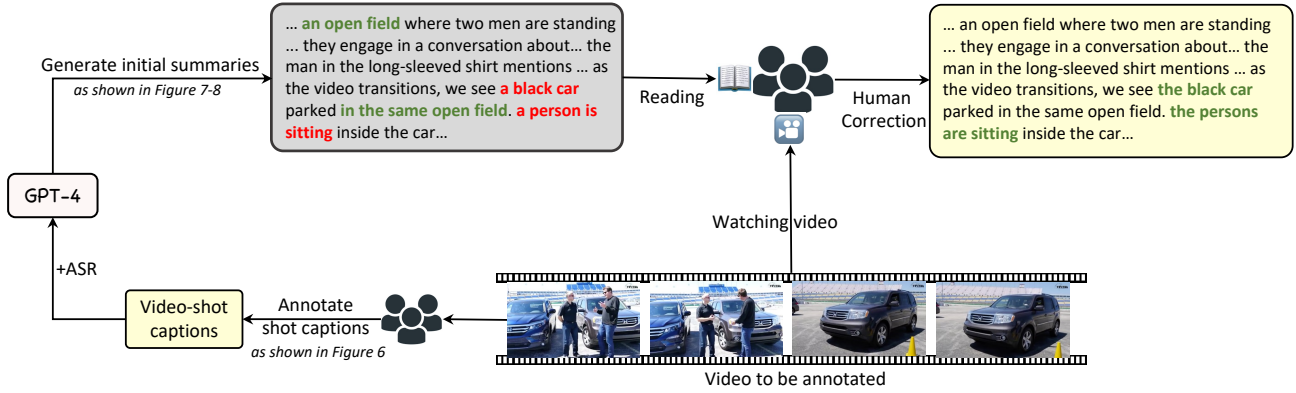 Generate initial summaries
as shown in Figure 7-8
... an open field where two men are standing
... they engage in a conversation about... the
man in the long-sleeved shirt mentions ... as
the video transitions, we see a black car
parked in the same open field. a person is
sitting inside the car...
Reading
Human
Correction
... an open field where two men are standing
... they engage in a conversation about... the
man in the long-sleeved shirt mentions ... as
the video transitions, we see the black car
parked in the same open field. the persons
are sitting inside the car...
GPT-4
+ASR
Watching video
Video-shot
captions
Annotate
shot captions
as shown in Figure 6
Video to be annotated